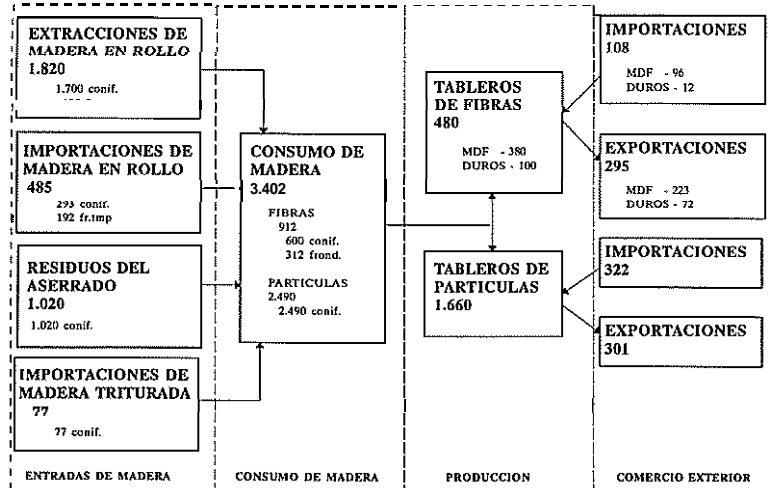 EXTRACCIONES DE
MADERA EN ROLLO
1.820
1.700 conif.
IMPORTACIONES DE
MADERA EN ROLLO
485
293 conif.
192 fr.tmp
RESIDUOS DEL
ASERRADO
1.020
1.020 conif.
IMPORTACIONES DE
MADERA TRITURADA
77
77 conif.
ENTRADAS DE MADERA
CONSUMO DE
MADERA
3.402
FIBRAS
912
600 conif.
312 frond.
PARTICULAS
2.490
2.490 conif.
CONSUMO DE MADERA
TABLEROS
DE FIBRAS
480
MDF - 380
DUROS - 100
TABLEROS DE
PARTICULAS
1.660
PRODUCCION
IMPORTACIONES
108
MDF - 96
DUROS - 12
EXPORTACIONES
295
MDF - 223
DUROS - 72
IMPORTACIONES
322
EXPORTACIONES
301
COMERCIO EXTERIOR